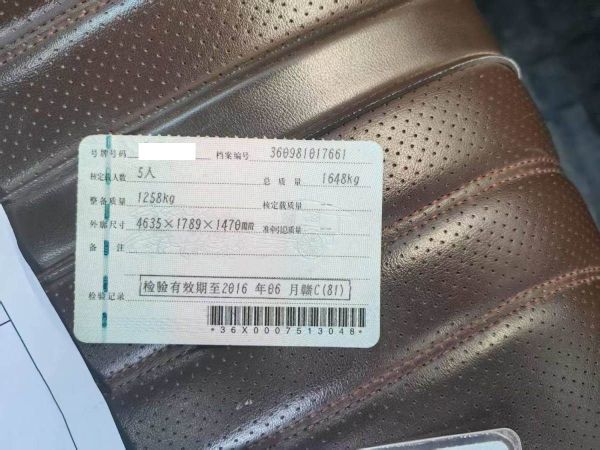 号牌号码 档案编号 360981017661
核定载人数 5人 总质量 1648kg
整备质量 1258kg 核定载质量 --
外廓尺寸 4635×1789×1470mm 准牵引总质量 --
备注
检验记录 检验有效期至2016 年06 月赣C(81)
*36X0007513048*